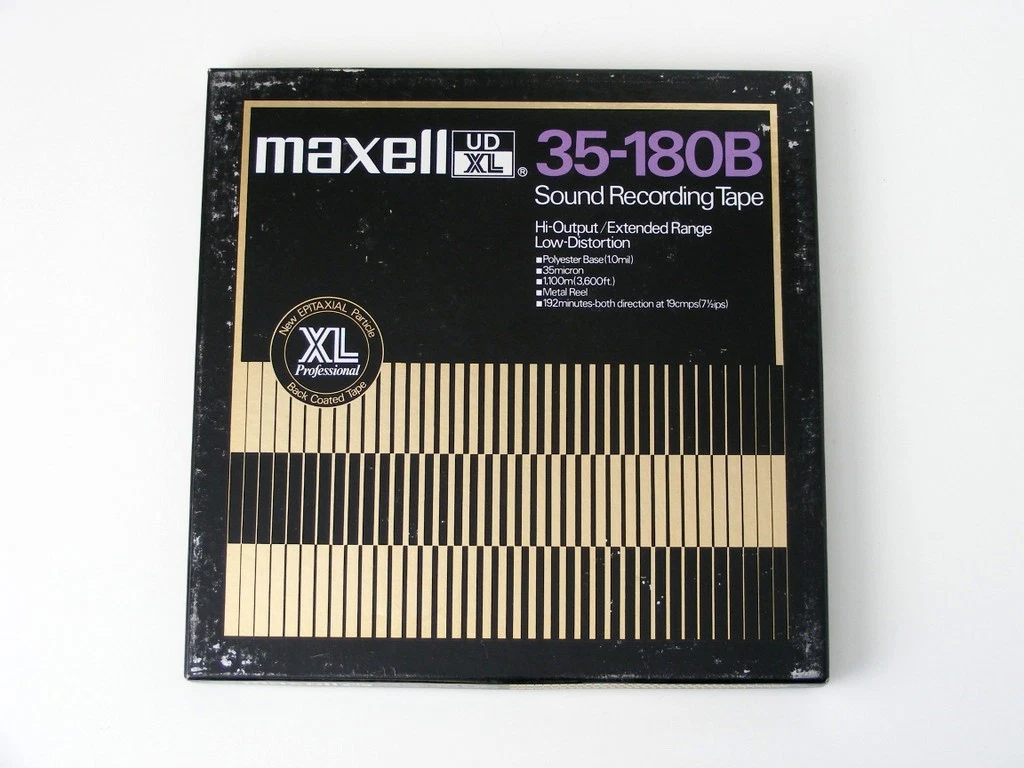 maxell UD XL ® 35-180B
Sound Recording Tape
Hi-Output/Extended Range
Low-Distortion
■Polyester Base(1.0mil)
■35micron
■1,100m(3,600ft.)
■Metal Reel
■192minutes-both direction at 19cmps(7½ips)
New EPITAXIAL Particle
XL
Professional
Back Coated Tape